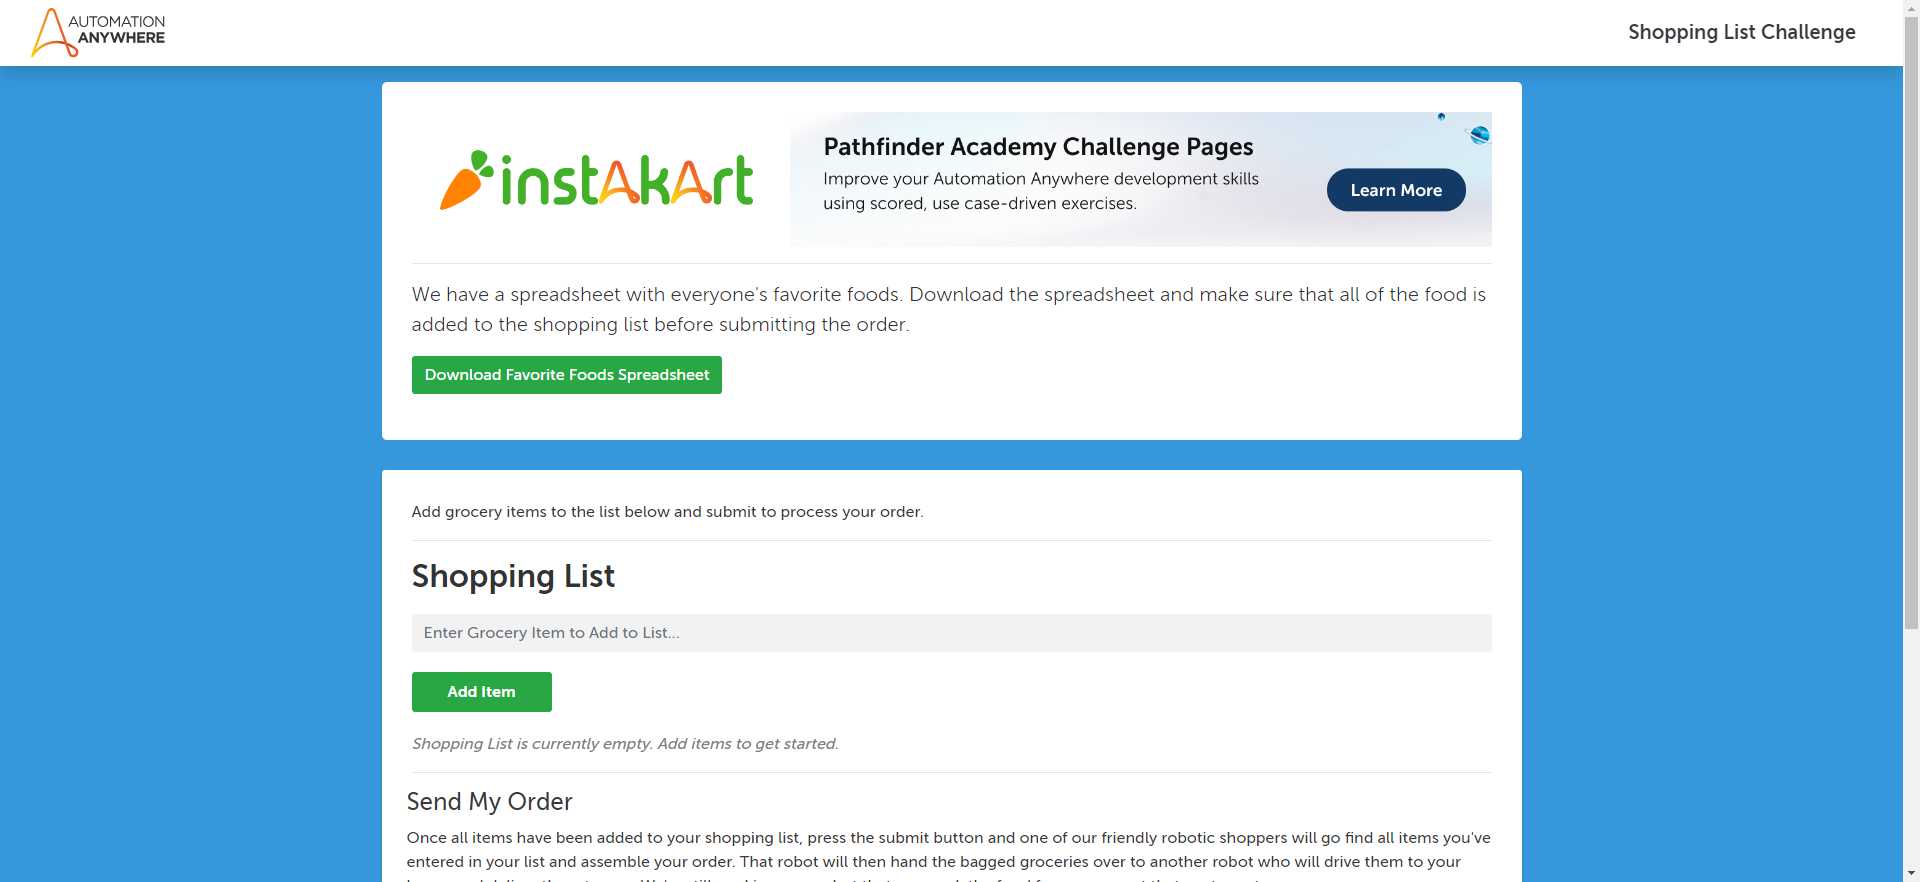 AUTOMATION
ANYWHERE
Shopping List Challenge
instAkArt
Pathfinder Academy Challenge Pages
Improve your Automation Anywhere development skills
using scored, use case-driven exercises.
Learn More
We have a spreadsheet with everyone's favorite foods. Download the spreadsheet and make sure that all of the food is
added to the shopping list before submitting the order.
Download Favorite Foods Spreadsheet
Add grocery items to the list below and submit to process your order.
Shopping List
Enter Grocery Item to Add to List...
Add Item
Shopping List is currently empty. Add items to get started.
Send My Order
Once all items have been added to your shopping list, press the submit button and one of our friendly robotic shoppers will go find all items you've
entered in your list and assemble your order. That robot will then hand the bagged groceries over to another robot who will drive them to your